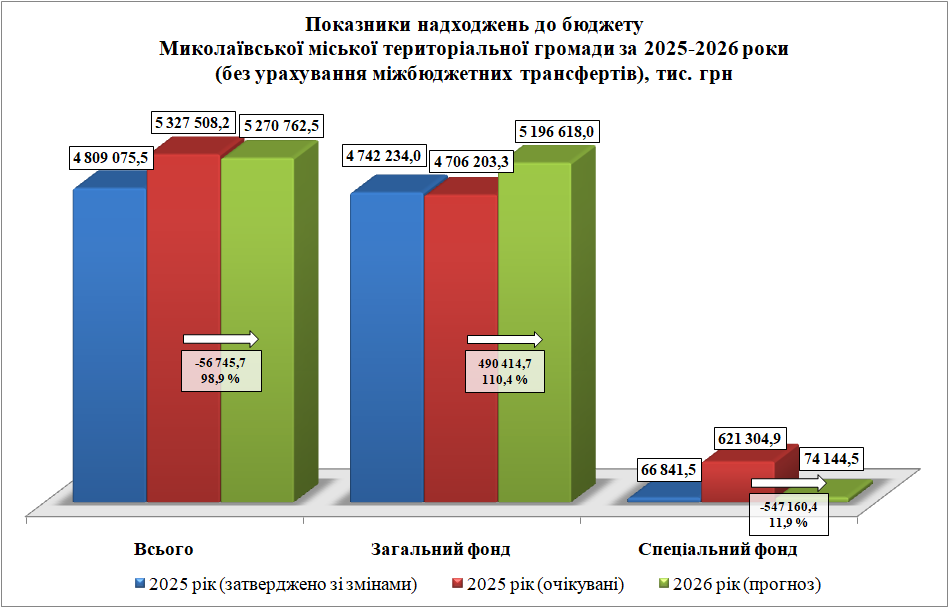 Показники надходжень до бюджету
Миколаївської міської територіальної громади за 2025-2026 роки
(без урахування міжбюджетних трансфертів), тис. грн
4 809 075,5
5 327 508,2
5 270 762,5
4 742 234,0
4 706 203,3
5 196 618,0
-56 745,7
98,9 %
490 414,7
110,4 %
66 841,5
621 304,9
74 144,5
-547 160,4
11,9 %
Всього
Загальний фонд
Спеціальний фонд
2025 рік (затверджено зі змінами)
2025 рік (очікувані)
2026 рік (прогноз)